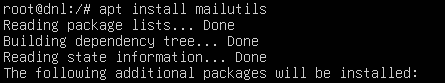 root@dnl:/# apt install mailutils
Reading package lists... Done
Building dependency tree... Done
Reading state information... Done
The following additional packages will be installed: